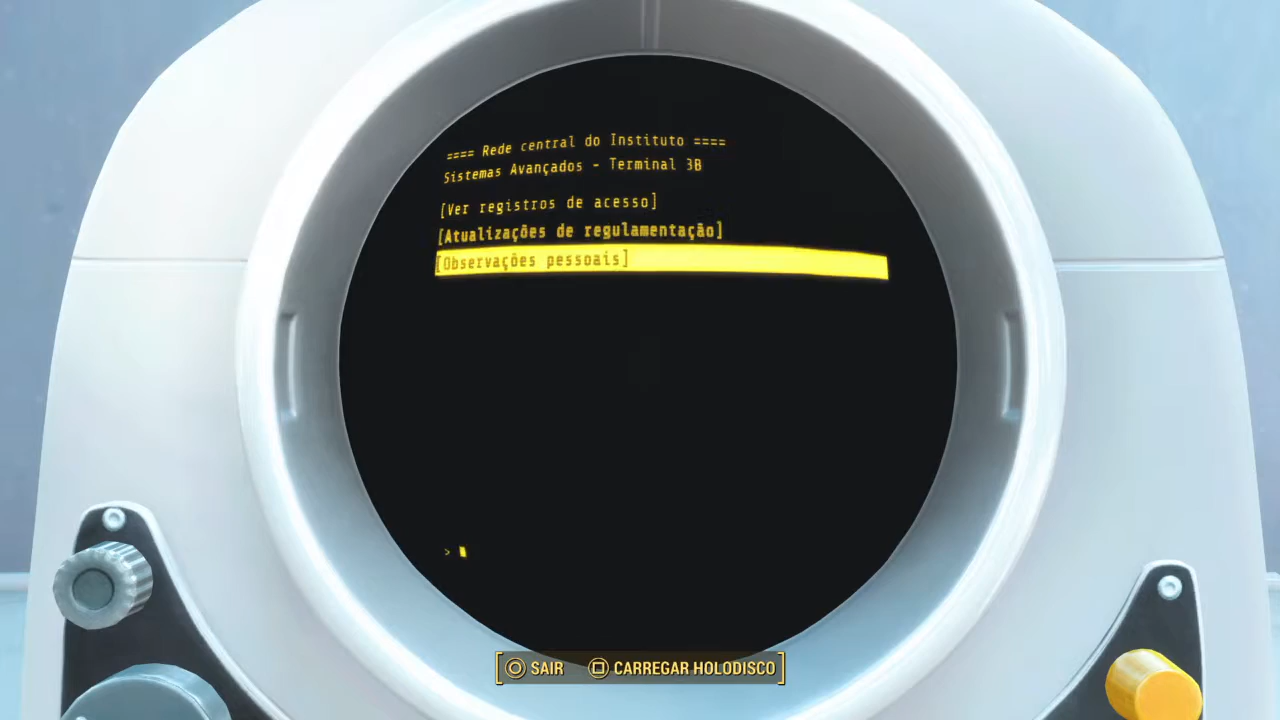 ==== Rede central do Instituto ====
Sistemas Avançados - Terminal 3B
[Ver registros de acesso]
[Atualizações de regulamentação]
[Observações pessoais]
>
[ SAIR CARREGAR HOLODISCO ]